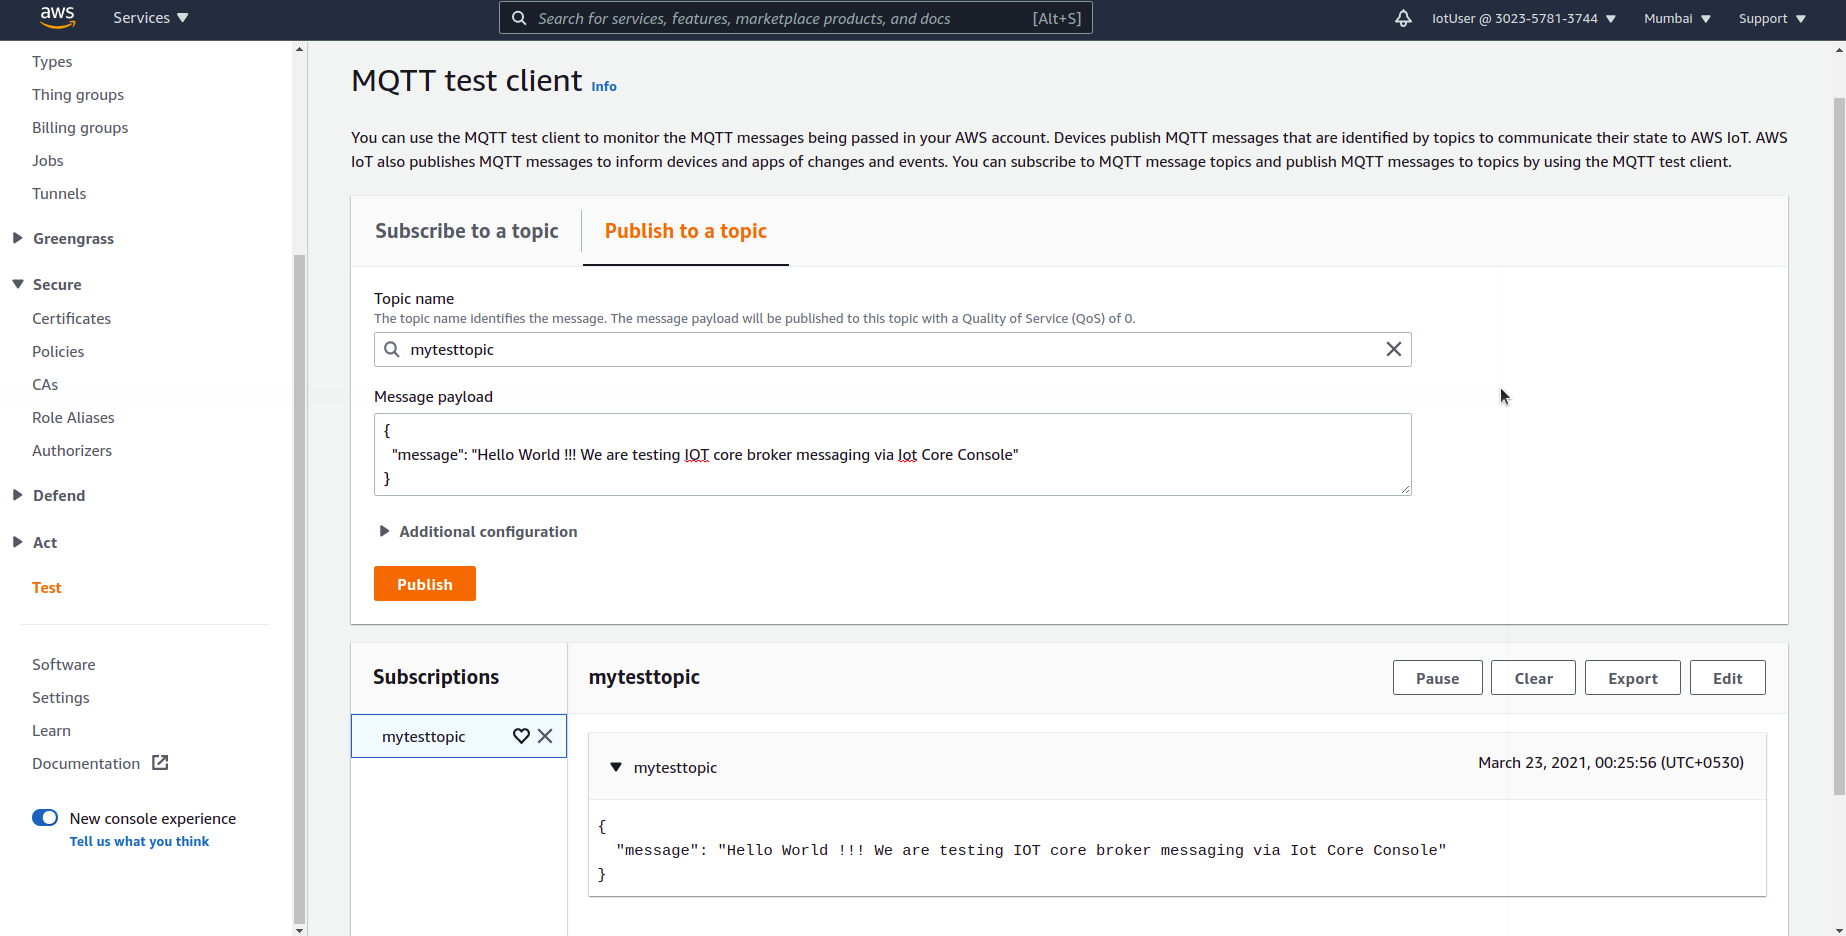 aws
Services
Search for services, features, marketplace products, and docs [Alt+S]
IotUser @ 3023-5781-3744
Mumbai
Support
Types
Thing groups
Billing groups
Jobs
Tunnels
Greengrass
Secure
Certificates
Policies
CAs
Role Aliases
Authorizers
Defend
Act
Test
Software
Settings
Learn
Documentation
New console experience
Tell us what you think
MQTT test client Info
You can use the MQTT test client to monitor the MQTT messages being passed in your AWS account. Devices publish MQTT messages that are identified by topics to communicate their state to AWS IoT. AWS
IoT also publishes MQTT messages to inform devices and apps of changes and events. You can subscribe to MQTT message topics and publish MQTT messages to topics by using the MQTT test client.
Subscribe to a topic
Publish to a topic
Topic name
The topic name identifies the message. The message payload will be published to this topic with a Quality of Service (QoS) of 0.
mytesttopic
Message payload
{
"message": "Hello World !!! We are testing IOT core broker messaging via Iot Core Console"
}
Additional configuration
Publish
Subscriptions
mytesttopic
mytesttopic
Pause
Clear
Export
Edit
mytesttopic
March 23, 2021, 00:25:56 (UTC+0530)
{
"message": "Hello World !!! We are testing IOT core broker messaging via Iot Core Console"
}